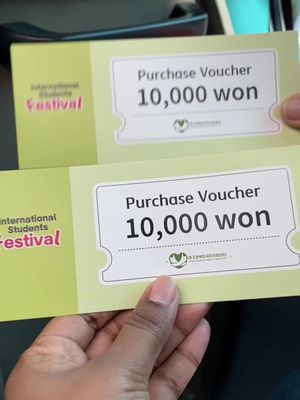 International
Students
Festival
Purchase Voucher
10,000 won
International
Students
Festival
Purchase Voucher
10,000 won